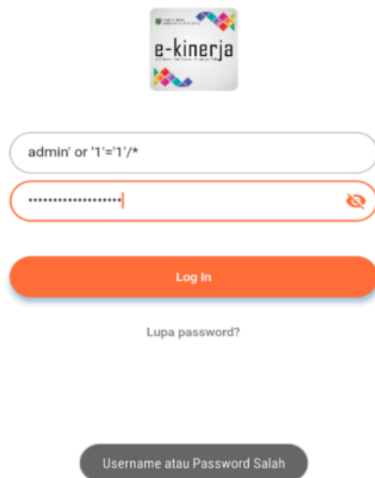 e-kinerja
admin' or '1'='1'/*
•••••••••••••••••••
Log In
Lupa password?
Username atau Password Salah